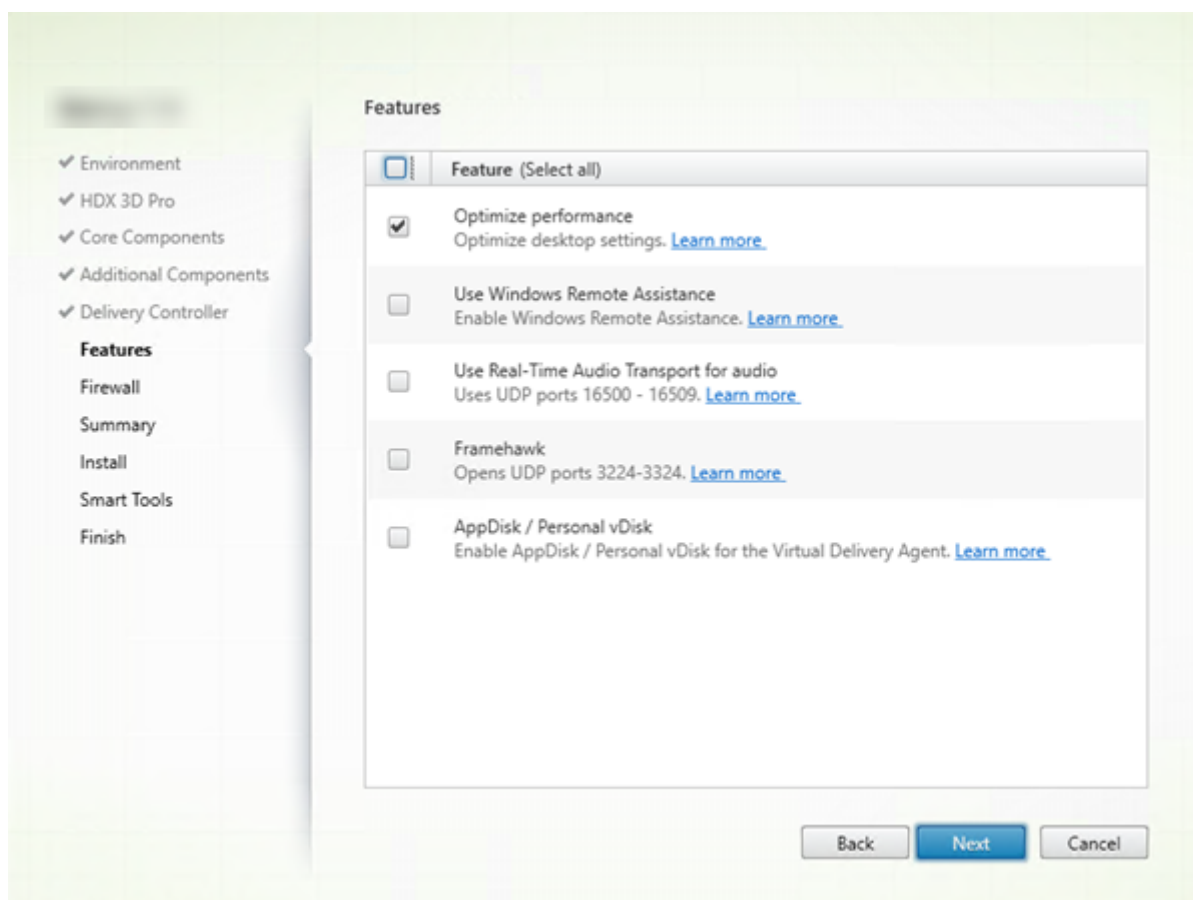 Features
Environment
HDX 3D Pro
Core Components
Additional Components
Delivery Controller
Features
Firewall
Summary
Install
Smart Tools
Finish
Feature (Select all)
Optimize performance
Optimize desktop settings. Learn more
Use Windows Remote Assistance
Enable Windows Remote Assistance. Learn more
Use Real-Time Audio Transport for audio
Uses UDP ports 16500 - 16509. Learn more
Framehawk
Opens UDP ports 3224-3324. Learn more
AppDisk / Personal vDisk
Enable AppDisk / Personal vDisk for the Virtual Delivery Agent. Learn more
Back
Next
Cancel